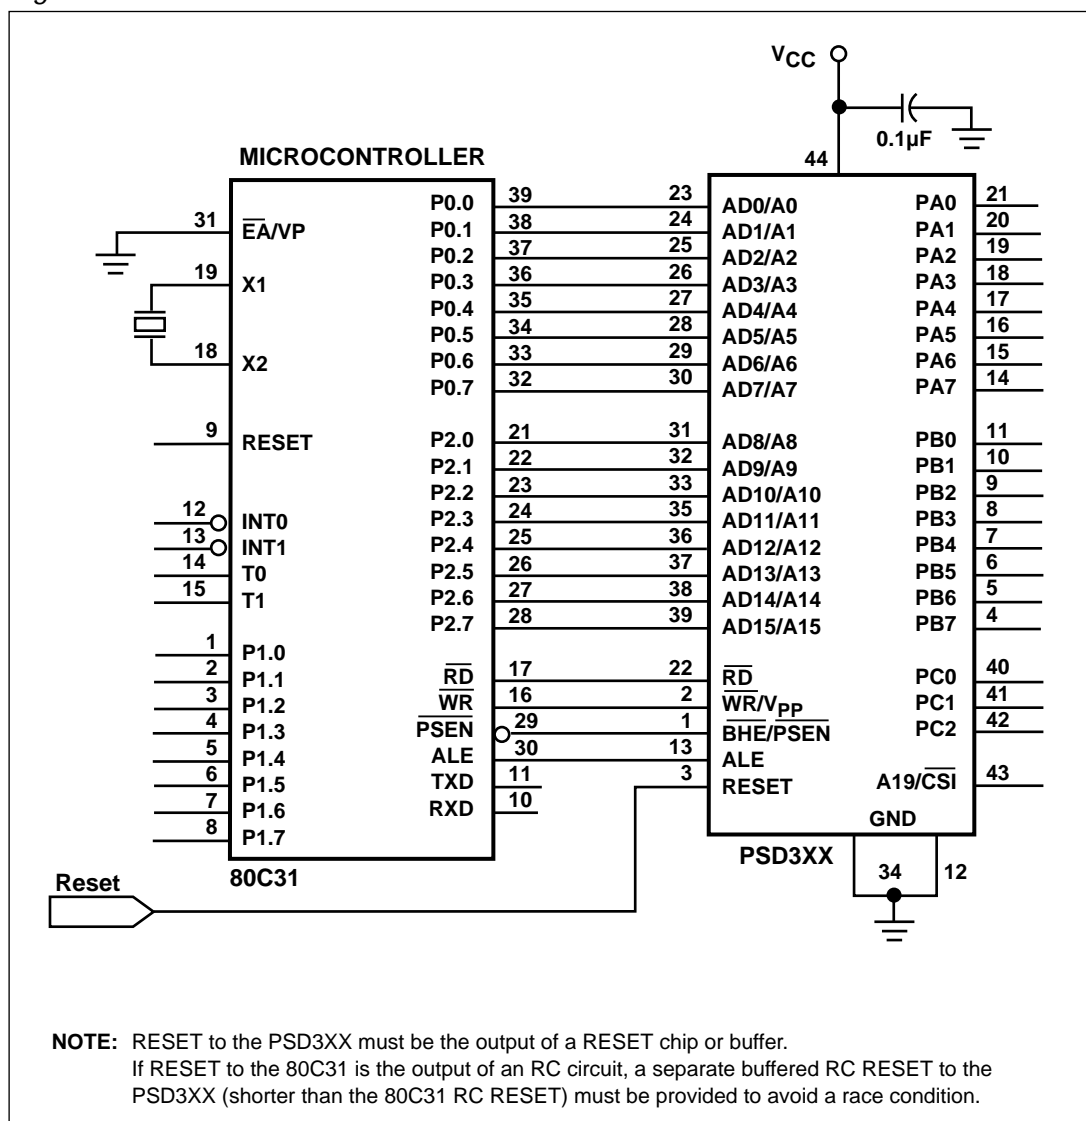 VCC
0.1µF
44
MICROCONTROLLER
31 EA/VP
19 X1
18 X2
9 RESET
12 INT0
13 INT1
14 T0
15 T1
1 P1.0
2 P1.1
3 P1.2
4 P1.3
5 P1.4
6 P1.5
7 P1.6
8 P1.7
P0.0 39
P0.1 38
P0.2 37
P0.3 36
P0.4 35
P0.5 34
P0.6 33
P0.7 32
P2.0 21
P2.1 22
P2.2 23
P2.3 24
P2.4 25
P2.5 26
P2.6 27
P2.7 28
RD 17
WR 16
PSEN 29
ALE 30
TXD 11
RXD 10
80C31
23 AD0/A0
24 AD1/A1
25 AD2/A2
26 AD3/A3
27 AD4/A4
28 AD5/A5
29 AD6/A6
30 AD7/A7
31 AD8/A8
32 AD9/A9
33 AD10/A10
35 AD11/A11
36 AD12/A12
37 AD13/A13
38 AD14/A14
39 AD15/A15
22 RD
2 WR/VPP
1 BHE/PSEN
13 ALE
3 RESET
PA0 21
PA1 20
PA2 19
PA3 18
PA4 17
PA5 16
PA6 15
PA7 14
PB0 11
PB1 10
PB2 9
PB3 8
PB4 7
PB5 6
PB6 5
PB7 4
PC0 40
PC1 41
PC2 42
A19/CSI 43
GND
PSD3XX
34 12
Reset
NOTE: RESET to the PSD3XX must be the output of a RESET chip or buffer.
If RESET to the 80C31 is the output of an RC circuit, a separate buffered RC RESET to the
PSD3XX (shorter than the 80C31 RC RESET) must be provided to avoid a race condition.